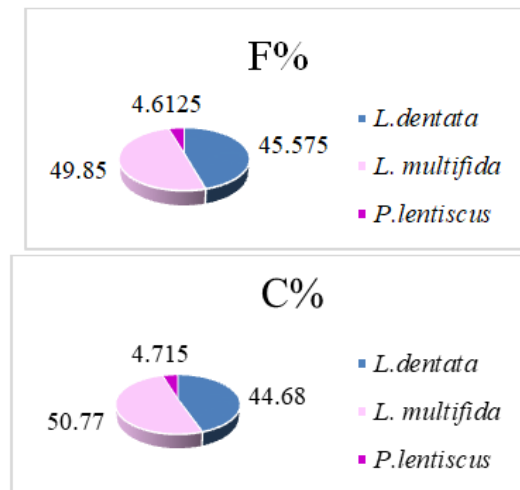 F%
4.6125
45.575
49.85
L.dentata
L. multifida
P.lentiscus
C%
4.715
44.68
50.77
L.dentata
L. multifida
P.lentiscus